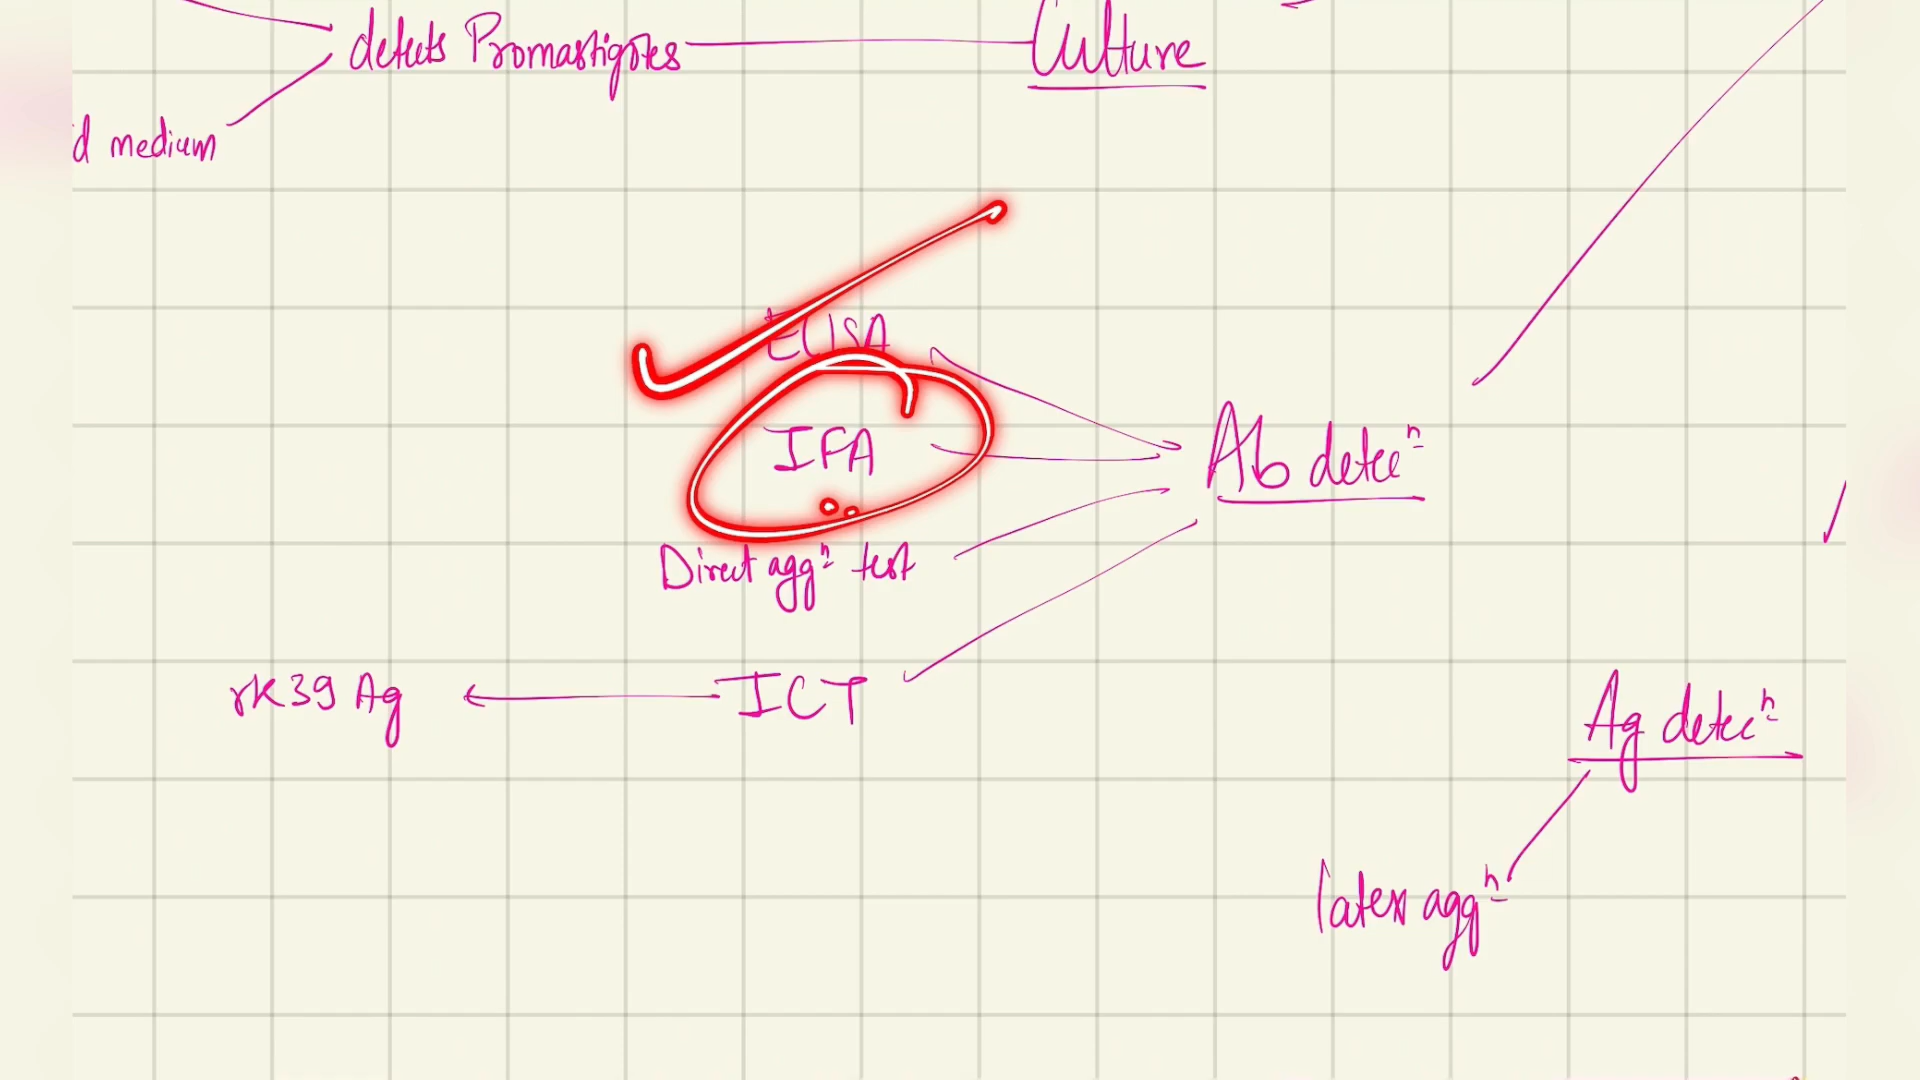 detects Promastigotes Culture
d medium
ELISA
IFA
Ab detecⁿ
Direct aggⁿ test
rK39 Ag ICT
Ag detecⁿ
latex aggⁿ